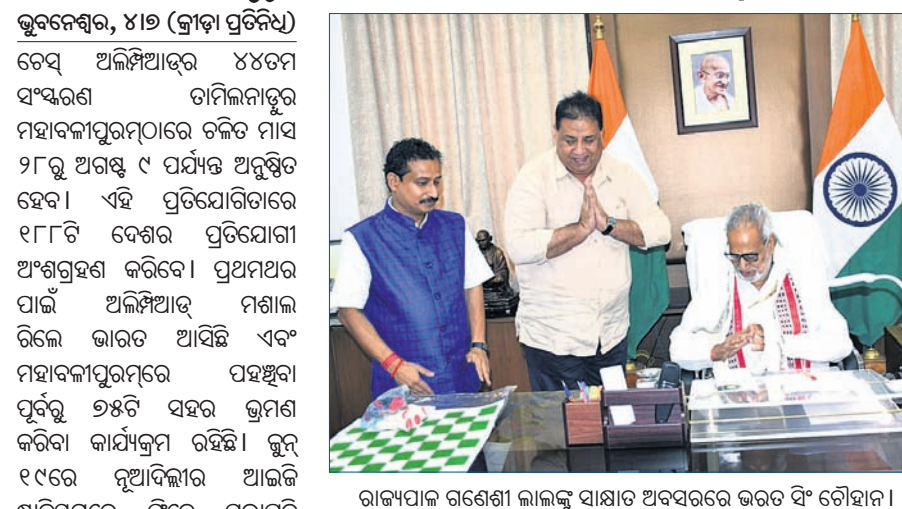 ଭୁବନେଶ୍ୱର, ୪।୭ (କ୍ରୀଡ଼ା ପ୍ରତିନିଧି)
ଚେସ୍ ଅଲିମ୍ପିଆଡ୍‌ର ୪୪ତମ
ସଂସ୍କରଣ ତାମିଲନାଡୁର
ମହାବଳୀପୁରମ୍‌ଠାରେ ଚଳିତ ମାସ
୨୮ରୁ ଅଗଷ୍ଟ ୯ ପର୍ଯ୍ୟନ୍ତ ଅନୁଷ୍ଠିତ
ହେବ। ଏହି ପ୍ରତିଯୋଗିତାରେ
୧୮୮ଟି ଦେଶର ପ୍ରତିଯୋଗୀ
ଅଂଶଗ୍ରହଣ କରିବେ। ପ୍ରଥମଥର
ପାଇଁ ଅଲିମ୍ପିଆଡ୍ ମଶାଲ
ରିଲେ ଭାରତ ଆସିଛି ଏବଂ
ମହାବଳୀପୁରମ୍‌ରେ ପହଞ୍ଚିବା
ପୂର୍ବରୁ ୭୫ଟି ସହର ଭ୍ରମଣ
କରିବା କାର୍ଯ୍ୟକ୍ରମ ରହିଛି। ଜୁନ୍
୧୯ରେ ନୂଆଦିଲ୍ଲୀର ଆଇଜି
ରାଜ୍ୟପାଳ ଗଣେଶୀ ଲାଲଙ୍କୁ ସାକ୍ଷାତ ଅବସରରେ ଭରତ ସିଂ ଚୌହାନ।